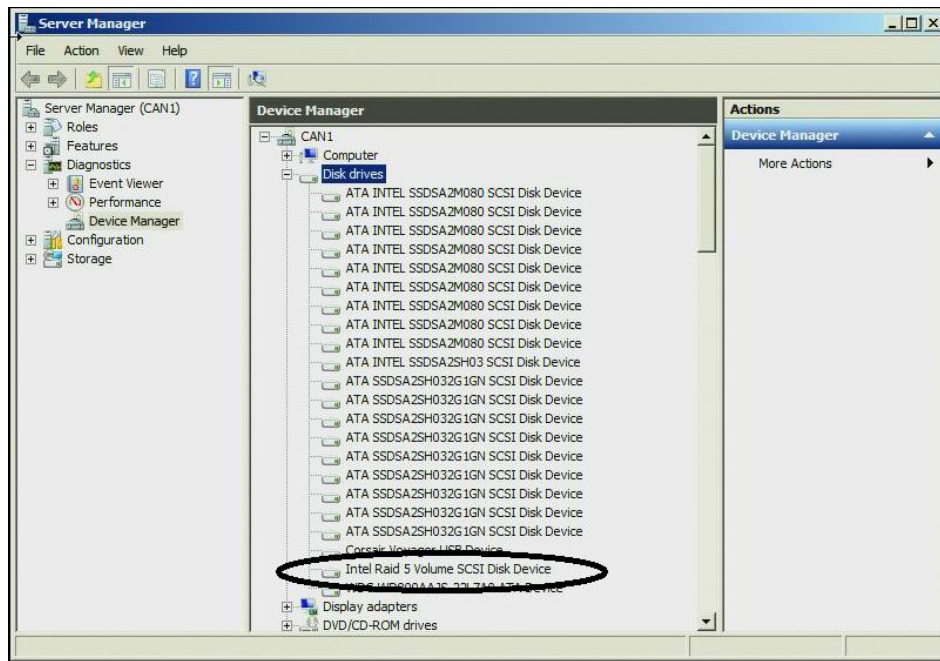 Server Manager
File Action View Help
Server Manager (CAN1)
Roles
Features
Diagnostics
Event Viewer
Performance
Device Manager
Configuration
Storage
Device Manager
CAN1
Computer
Disk drives
ATA INTEL SSDSA2M080 SCSI Disk Device
ATA INTEL SSDSA2M080 SCSI Disk Device
ATA INTEL SSDSA2M080 SCSI Disk Device
ATA INTEL SSDSA2M080 SCSI Disk Device
ATA INTEL SSDSA2M080 SCSI Disk Device
ATA INTEL SSDSA2M080 SCSI Disk Device
ATA INTEL SSDSA2M080 SCSI Disk Device
ATA INTEL SSDSA2M080 SCSI Disk Device
ATA INTEL SSDSA2M080 SCSI Disk Device
ATA INTEL SSDSA2SH03 SCSI Disk Device
ATA SSDSA2SH032G1GN SCSI Disk Device
ATA SSDSA2SH032G1GN SCSI Disk Device
ATA SSDSA2SH032G1GN SCSI Disk Device
ATA SSDSA2SH032G1GN SCSI Disk Device
ATA SSDSA2SH032G1GN SCSI Disk Device
ATA SSDSA2SH032G1GN SCSI Disk Device
ATA SSDSA2SH032G1GN SCSI Disk Device
ATA SSDSA2SH032G1GN SCSI Disk Device
ATA SSDSA2SH032G1GN SCSI Disk Device
Corsair Voyager USB Device
Intel Raid 5 Volume SCSI Disk Device
ATA Device
Display adapters
DVD/CD-ROM drives
Actions
Device Manager
More Actions